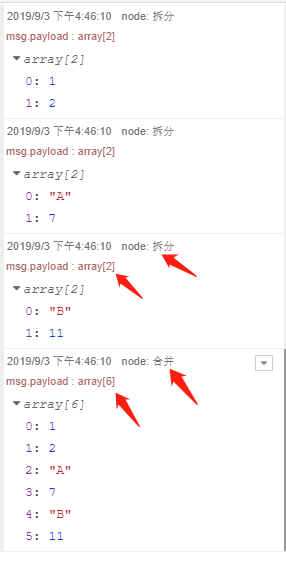 2019/9/3 下午4:46:10 node: 拆分
msg.payload : array[2]
array[2]
0: 1
1: 2
2019/9/3 下午4:46:10 node: 拆分
msg.payload : array[2]
array[2]
0: "A"
1: 7
2019/9/3 下午4:46:10 node: 拆分
msg.payload : array[2]
array[2]
0: "B"
1: 11
2019/9/3 下午4:46:10 node: 合并
msg.payload : array[6]
array[6]
0: 1
1: 2
2: "A"
3: 7
4: "B"
5: 11